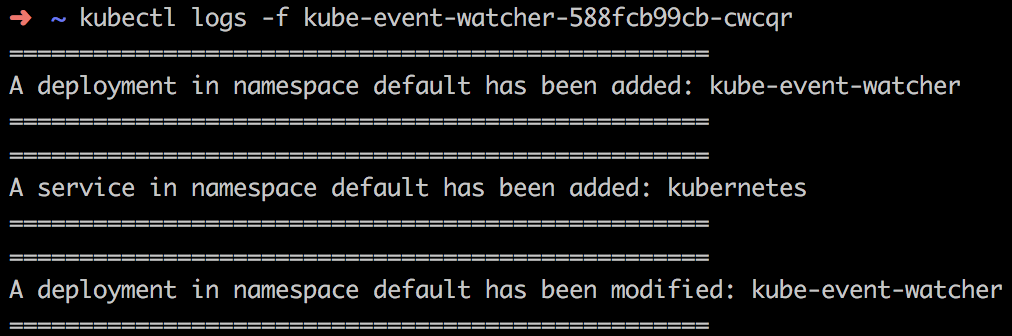 ➜ ~ kubectl logs -f kube-event-watcher-588fcb99cb-cwcqr
==================================================
A deployment in namespace default has been added: kube-event-watcher
==================================================
==================================================
A service in namespace default has been added: kubernetes
==================================================
==================================================
A deployment in namespace default has been modified: kube-event-watcher
==================================================